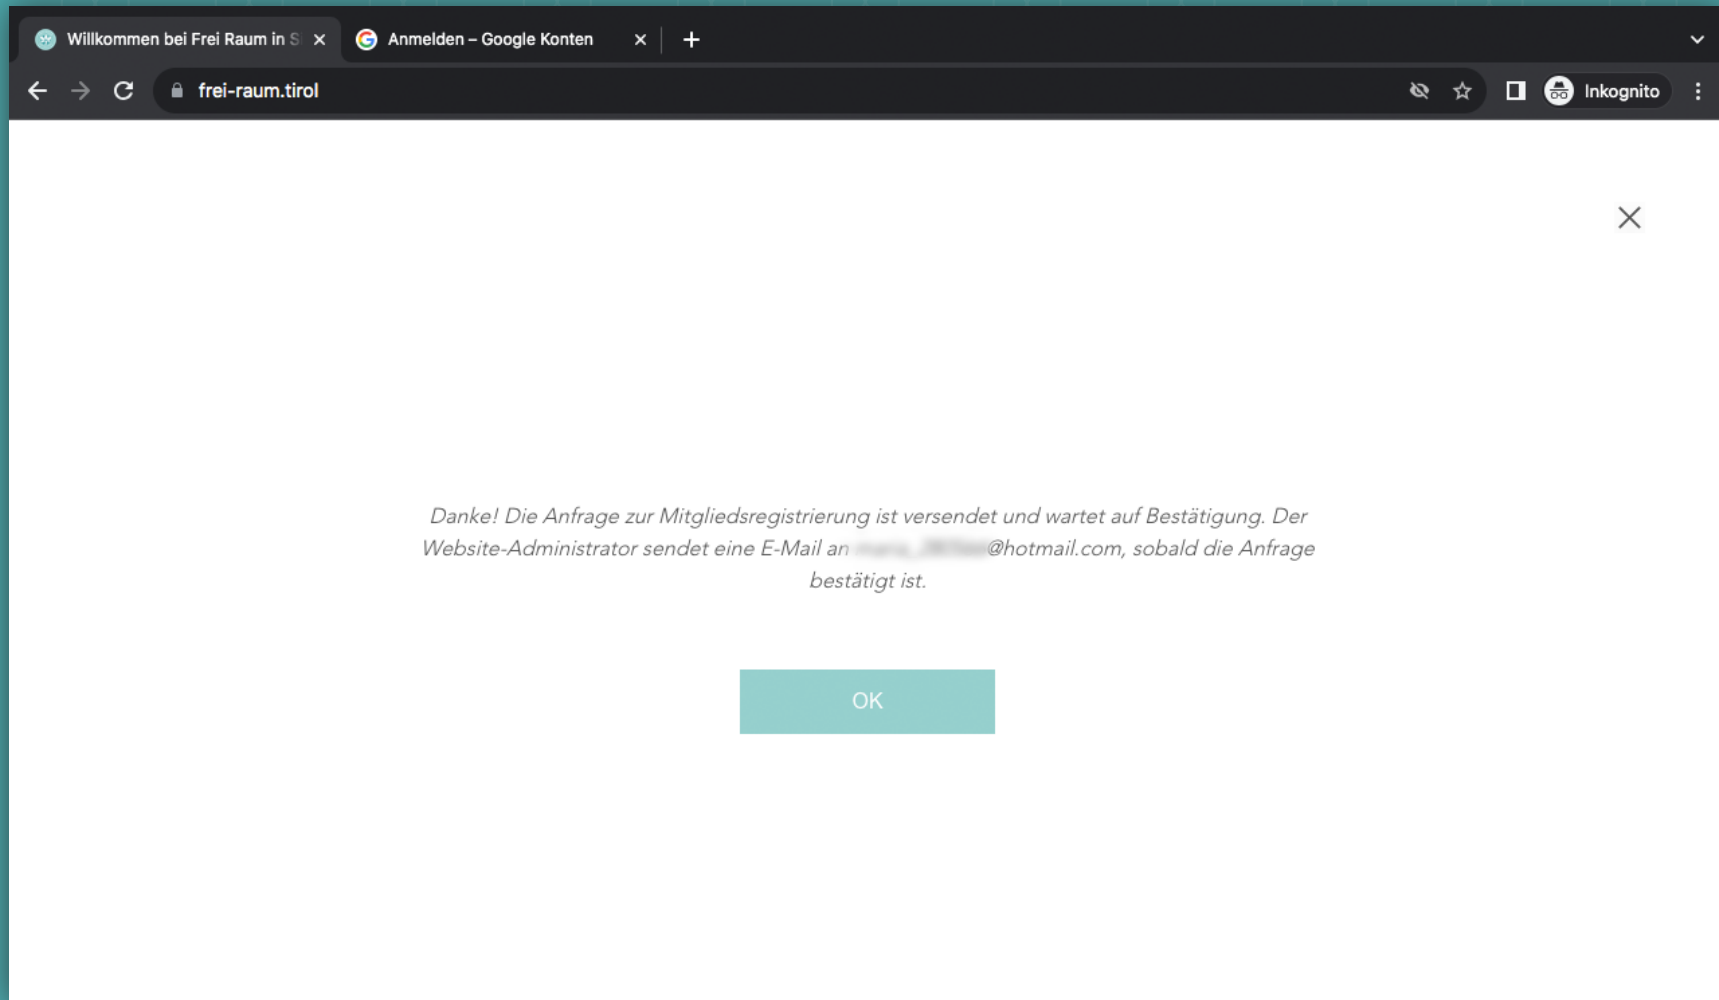 Willkommen bei Frei Raum in S
Anmelden – Google Konten
frei-raum.tirol
Inkognito
Danke! Die Anfrage zur Mitgliedsregistrierung ist versendet und wartet auf Bestätigung. Der
Website-Administrator sendet eine E-Mail an @hotmail.com, sobald die Anfrage
bestätigt ist.
OK